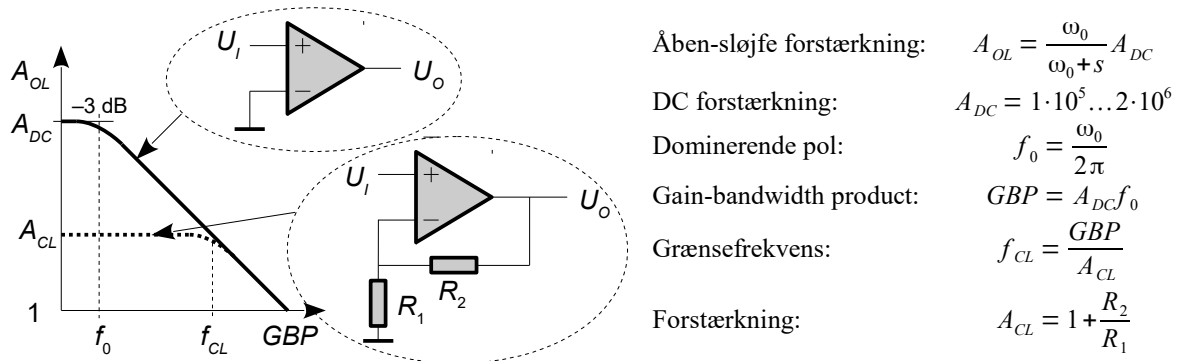 A_OL
–3 dB
A_DC
A_CL
1
f_0
f_CL
GBP
U_I
+
−
U_O
U_I
+
−
U_O
R_1
R_2
Åben-sløjfe forstærkning: A_OL = ω_0 / (ω_0 + s) A_DC
DC forstærkning: A_DC = 1·10^5 … 2·10^6
Dominerende pol: f_0 = ω_0 / 2π
Gain-bandwidth product: GBP = A_DC f_0
Grænsefrekvens: f_CL = GBP / A_CL
Forstærkning: A_CL = 1 + R_2 / R_1